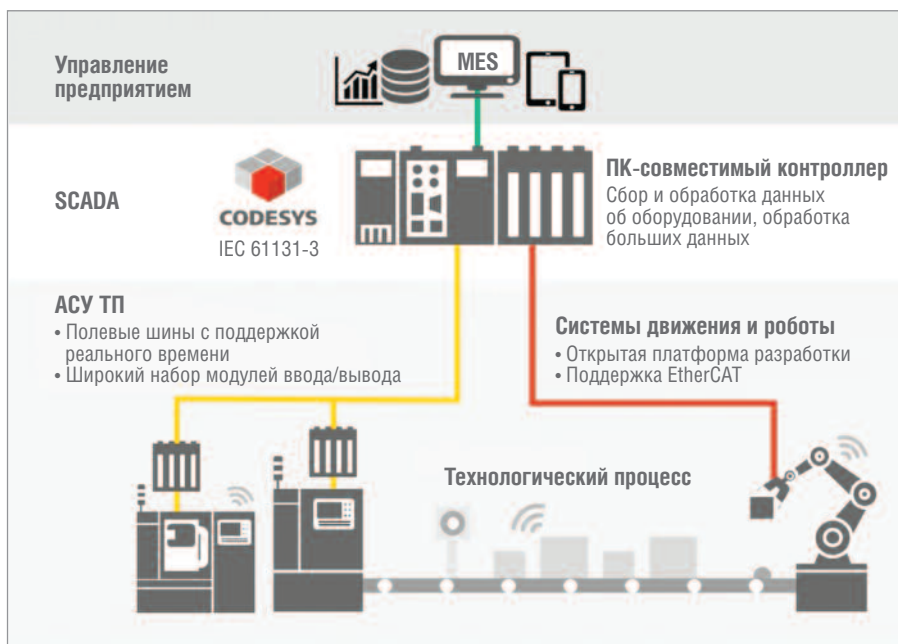 Управление
предприятием
MES
SCADA
CODESYS
IEC 61131-3
ПК-совместимый контроллер
Сбор и обработка данных
об оборудовании, обработка
больших данных
АСУ ТП
• Полевые шины с поддержкой
реального времени
• Широкий набор модулей ввода/вывода
Системы движения и роботы
• Открытая платформа разработки
• Поддержка EtherCAT
Технологический процесс